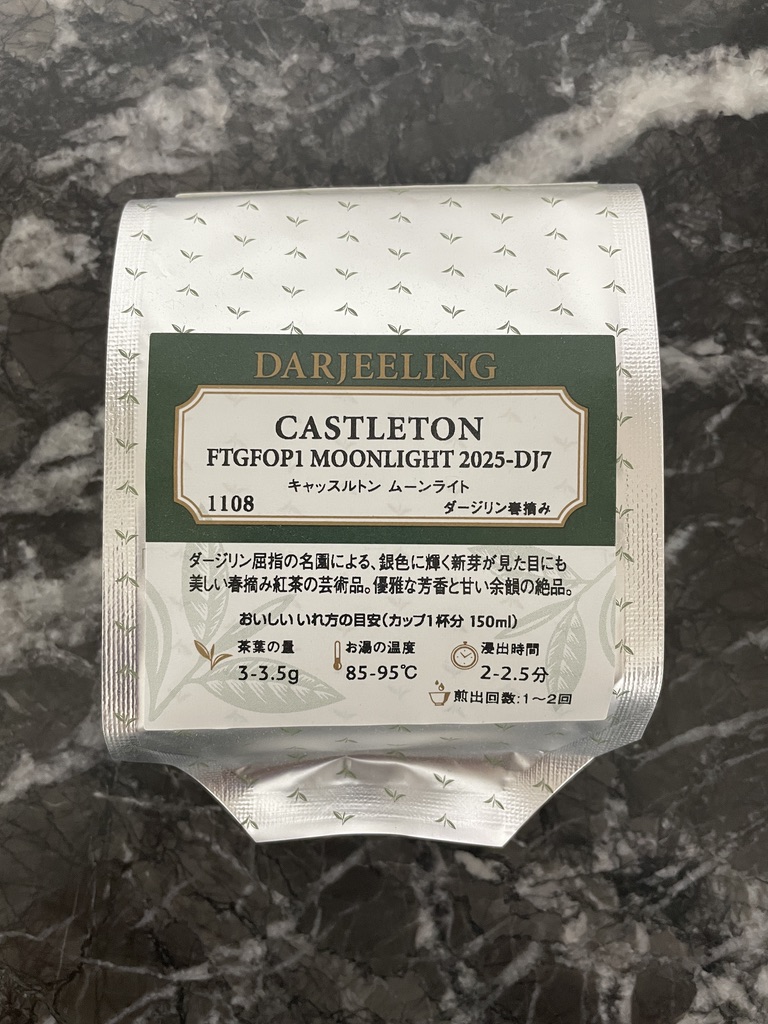 DARJEELING
CASTLETON
FTGFOP1 MOONLIGHT 2025-DJ7
キャッスルトン ムーンライト
1108 ダージリン春摘み
ダージリン屈指の名園による、銀色に輝く新芽が見た目にも
美しい春摘み紅茶の芸術品。優雅な芳香と甘い余韻の絶品。
おいしいいれ方の目安(カップ1杯分 150ml)
茶葉の量 お湯の温度 浸出時間
3-3.5g 85-95℃ 2-2.5分
煎出回数:1～2回